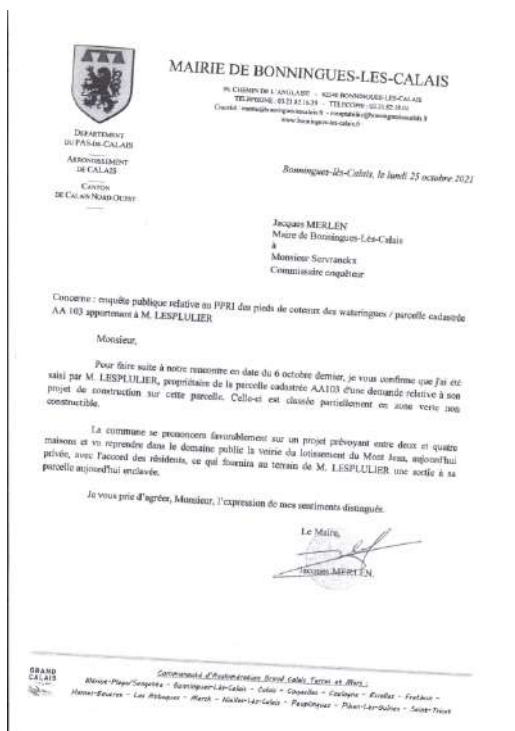 MAIRIE DE BONNINGUES-LES-CALAIS
DEPARTEMENT
DU PAS-DE-CALAIS
ARRONDISSEMENT
DE CALAIS
CANTON
DE CALAIS NORD-OUEST
Bonningues-lès-Calais, le lundi 25 octobre 2021
Jacques MERLEN
Maire de Bonningues-Lès-Calais
à
Monsieur Servranckx
Commissaire enquêteur
Concerne : enquête publique relative au PPRI des pieds de coteaux des wateringues / parcelle cadastrée
AA 103 appartenant à M. LESPLULIER
Monsieur,
Pour faire suite à notre rencontre en date du 6 octobre dernier, je vous confirme que j'ai été
saisi par M. LESPLULIER, propriétaire de la parcelle cadastrée AA103 d'une demande relative à son
projet de construction sur cette parcelle. Celle-ci est classée partiellement en zone verte non
constructible.
La commune se prononcera favorablement sur un projet prévoyant entre deux et quatre
maisons et va reprendre dans le domaine public la voirie du lotissement du Mont Jean, aujourd'hui
privée, avec l'accord des résidents, ce qui fournira au terrain de M. LESPLULIER une sortie à sa
parcelle aujourd'hui enclavée.
Je vous prie d'agréer, Monsieur, l'expression de mes sentiments distingués.
Le Maire,
Jacques MERLEN.
GRAND
CALAIS
Communauté d'Agglomération Grand Calais Terres et Mers :
Bonningues-Lès-Calais - Calais - Coquelles - Coulogne - Escalles - Fréthun -
Hames-Boucres - Les Attaques - Marck - Nielles-Lès-Calais - Peuplingues - Pihen-Lès-Guînes - Saint-Tricat